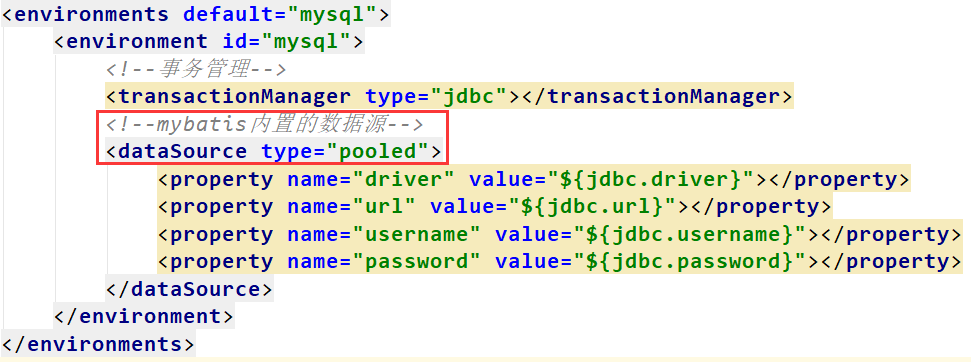 <environments default="mysql">
<environment id="mysql">
<!--事务管理-->
<transactionManager type="jdbc"></transactionManager>
<!--mybatis内置的数据源-->
<dataSource type="pooled">
<property name="driver" value="${jdbc.driver}"></property>
<property name="url" value="${jdbc.url}"></property>
<property name="username" value="${jdbc.username}"></property>
<property name="password" value="${jdbc.password}"></property>
</dataSource>
</environment>
</environments>